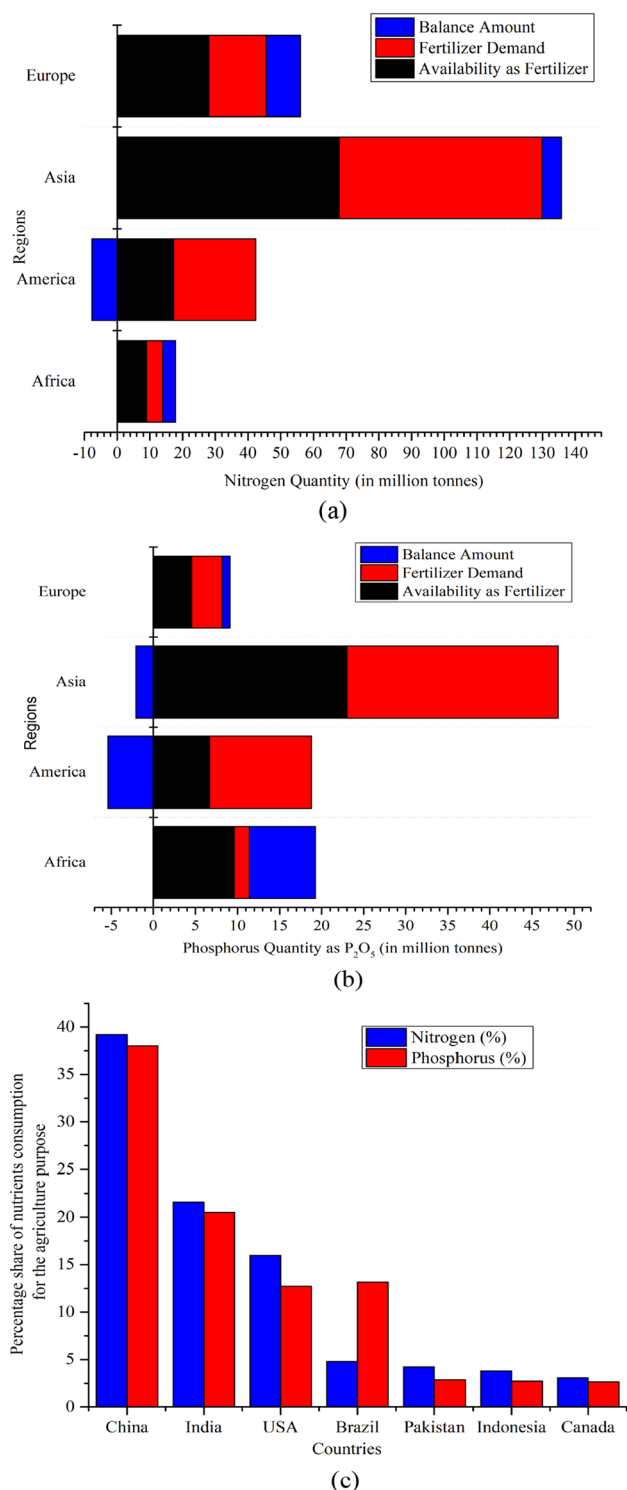 Balance Amount
Fertilizer Demand
Availability as Fertilizer
Europe
Asia
America
Africa
Regions
-10 0 10 20 30 40 50 60 70 80 90 100 110 120 130 140
Nitrogen Quantity (in million tonnes)
(a)
Balance Amount
Fertilizer Demand
Availability as Fertilizer
Europe
Asia
America
Africa
Regions
-5 0 5 10 15 20 25 30 35 40 45 50
Phosphorus Quantity as P₂O₅ (in million tonnes)
(b)
Nitrogen (%)
Phosphorus (%)
40
35
30
25
20
15
10
5
0
Percentage share of nutrients consumption
for the agriculture purpose
China India USA Brazil Pakistan Indonesia Canada
Countries
(c)